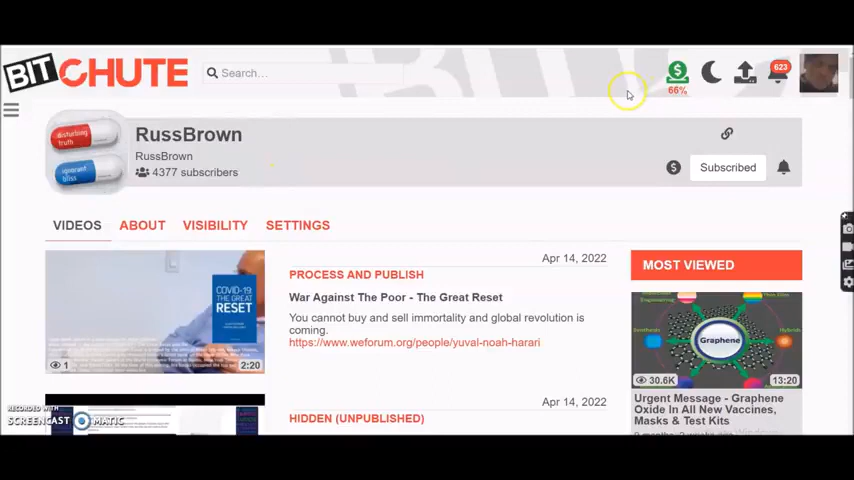 BITCHUTE
Search...
66%
623
disturbing
truth
ignorant
bliss
RussBrown
RussBrown
4377 subscribers
Subscribed
VIDEOS ABOUT VISIBILITY SETTINGS
COVID-19:
THE GREAT
RESET
1
2:20
Apr 14, 2022
PROCESS AND PUBLISH
War Against The Poor - The Great Reset
You cannot buy and sell immortality and global revolution is
coming.
https://www.weforum.org/people/yuval-noah-harari
Apr 14, 2022
HIDDEN (UNPUBLISHED)
MOST VIEWED
Engineering
Synthesis
Graphene
Hybrids
30.6K
13:20
Urgent Message - Graphene
Oxide In All New Vaccines,
Masks & Test Kits
RECORDED WITH
SCREENCAST MATIC